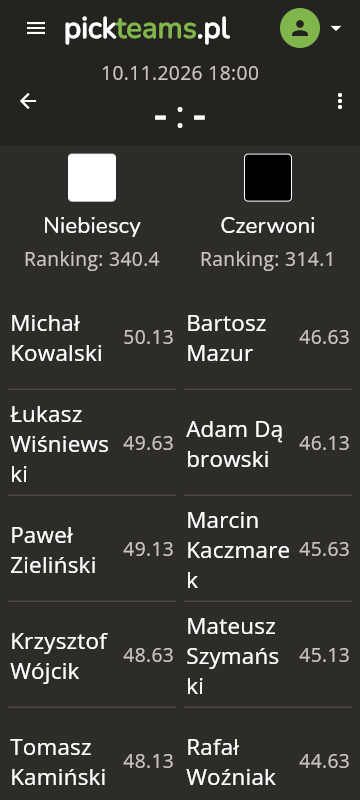 pickteams.pl
10.11.2026 18:00
- : -
Niebiescy
Ranking: 340.4
Czerwoni
Ranking: 314.1
Michał
Kowalski
50.13
Bartosz
Mazur
46.63
Łukasz
Wiśniews
ki
49.63
Adam Dą
browski
46.13
Paweł
Zieliński
49.13
Marcin
Kaczmare
k
45.63
Krzysztof
Wójcik
48.63
Mateusz
Szymańs
ki
45.13
Tomasz
Kamiński
48.13
Rafał
Woźniak
44.63